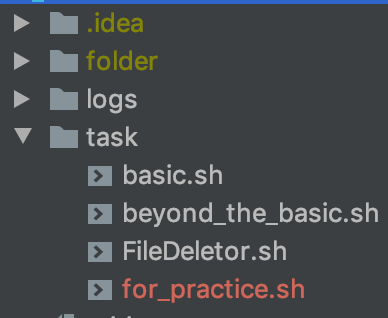 .idea
folder
logs
task
basic.sh
beyond_the_basic.sh
FileDeletor.sh
for_practice.sh